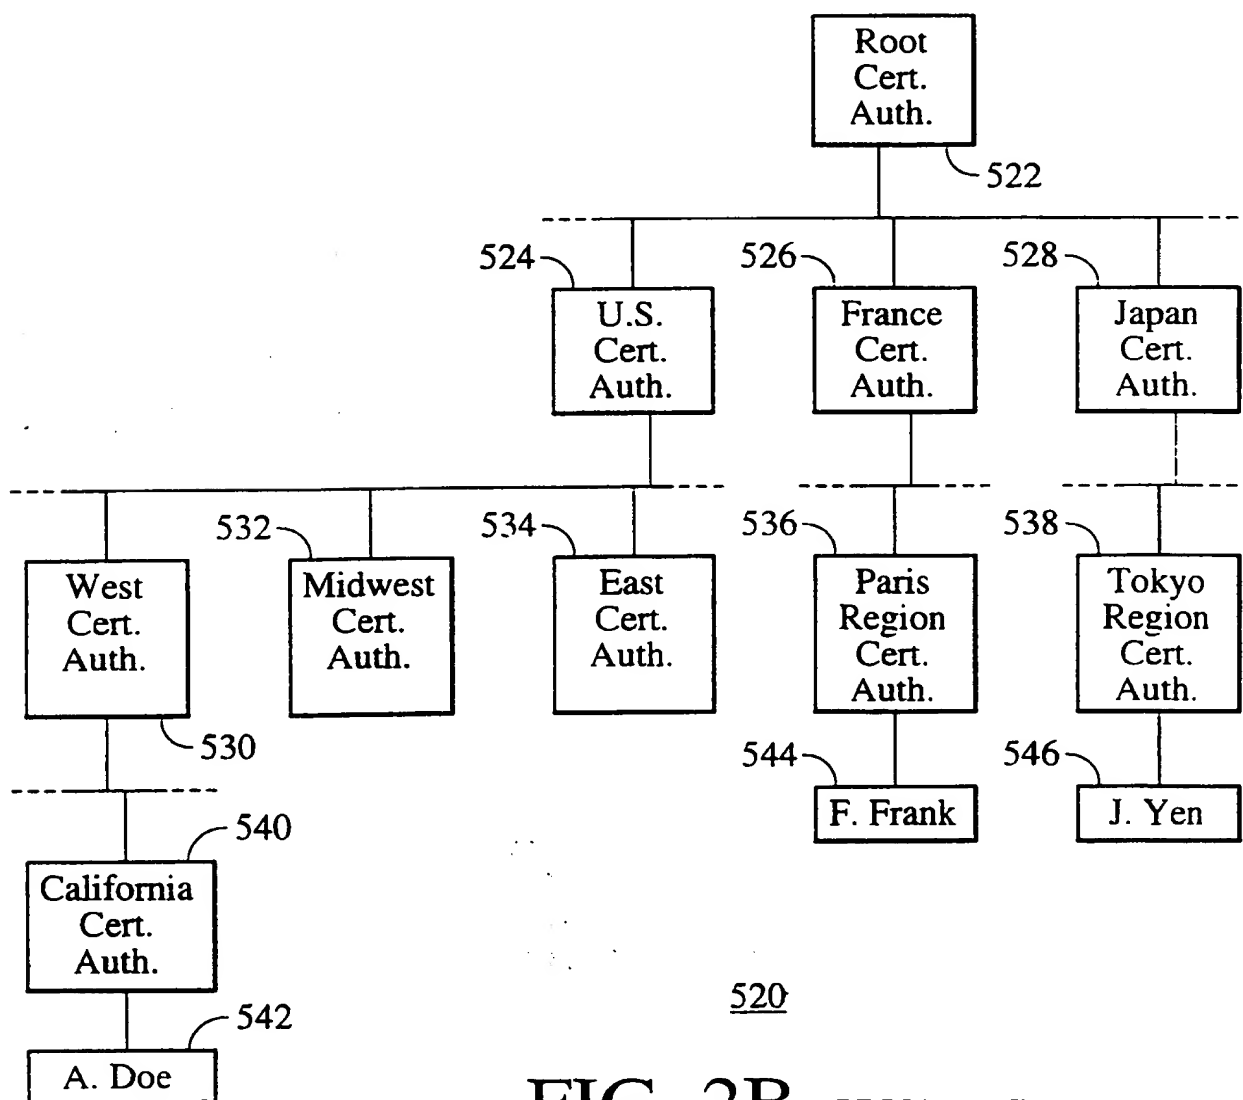 Root
Cert.
Auth.
522
524
526
528
U.S.
Cert.
Auth.
France
Cert.
Auth.
Japan
Cert.
Auth.
532
534
536
538
West
Cert.
Auth.
Midwest
Cert.
Auth.
East
Cert.
Auth.
Paris
Region
Cert.
Auth.
Tokyo
Region
Cert.
Auth.
530
544
546
F. Frank
J. Yen
540
California
Cert.
Auth.
520
542
A. Doe
FIG. 2B